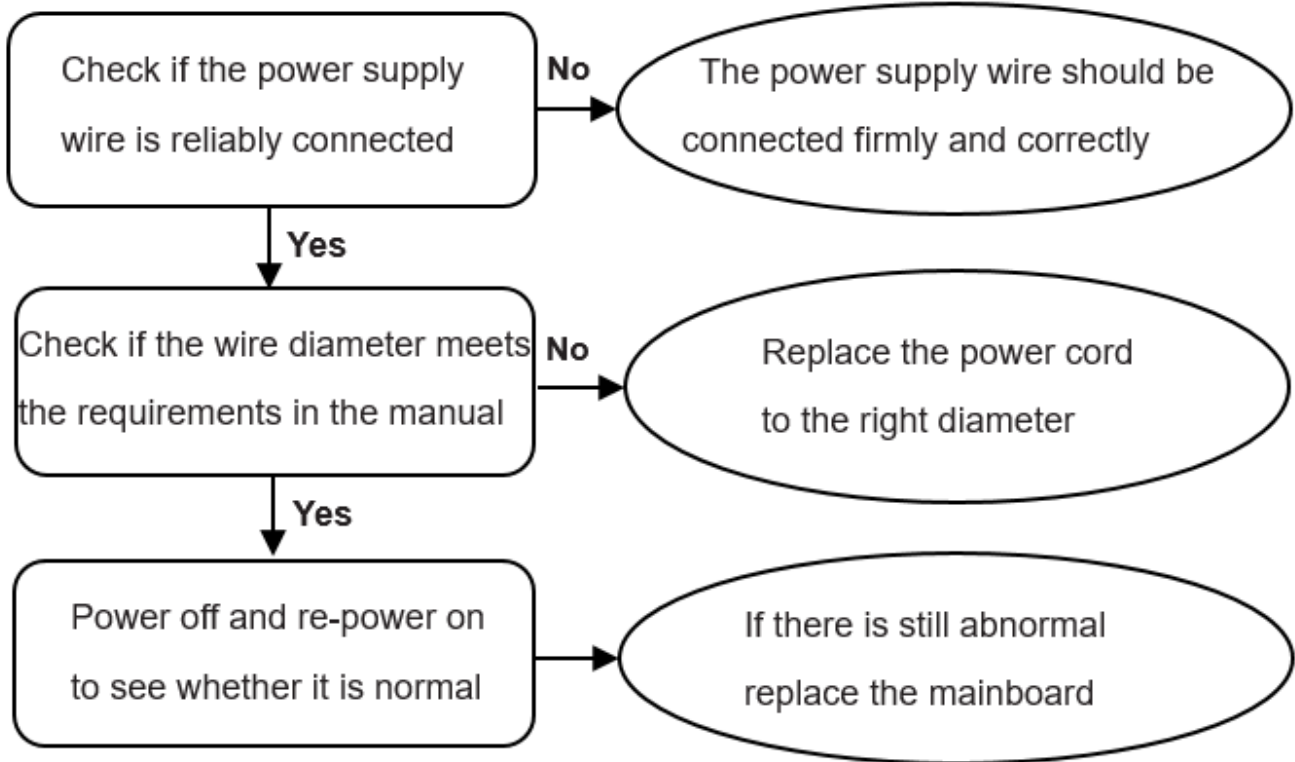 Check if the power supply
wire is reliably connected
No
The power supply wire should be
connected firmly and correctly
Yes
Check if the wire diameter meets
the requirements in the manual
No
Replace the power cord
to the right diameter
Yes
Power off and re-power on
to see whether it is normal
If there is still abnormal
replace the mainboard